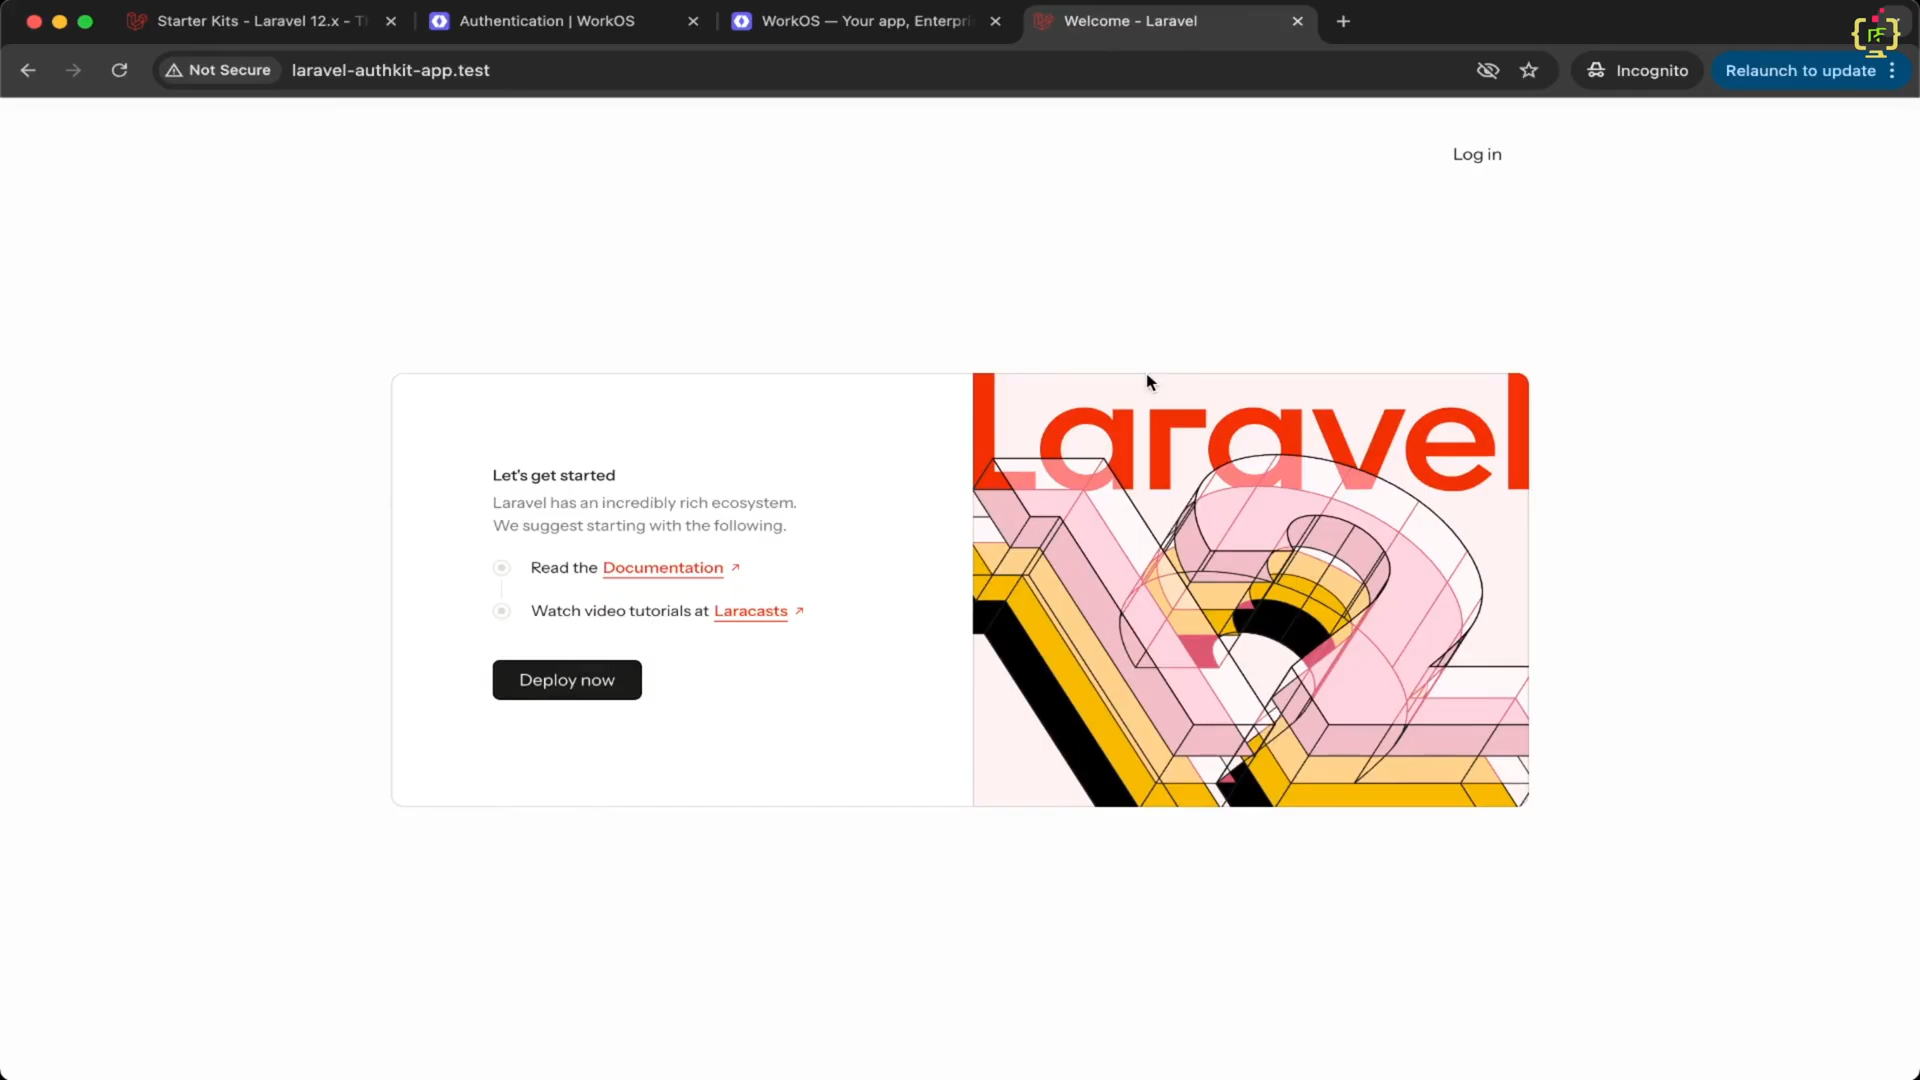 Starter Kits - Laravel 12.x - Th
Authentication | WorkOS
WorkOS — Your app, Enterpri
Welcome - Laravel
Not Secure
laravel-authkit-app.test
Incognito
Relaunch to update
Log in
Let's get started
Laravel has an incredibly rich ecosystem.
We suggest starting with the following.
Read the Documentation
Watch video tutorials at Laracasts
Deploy now
Laravel